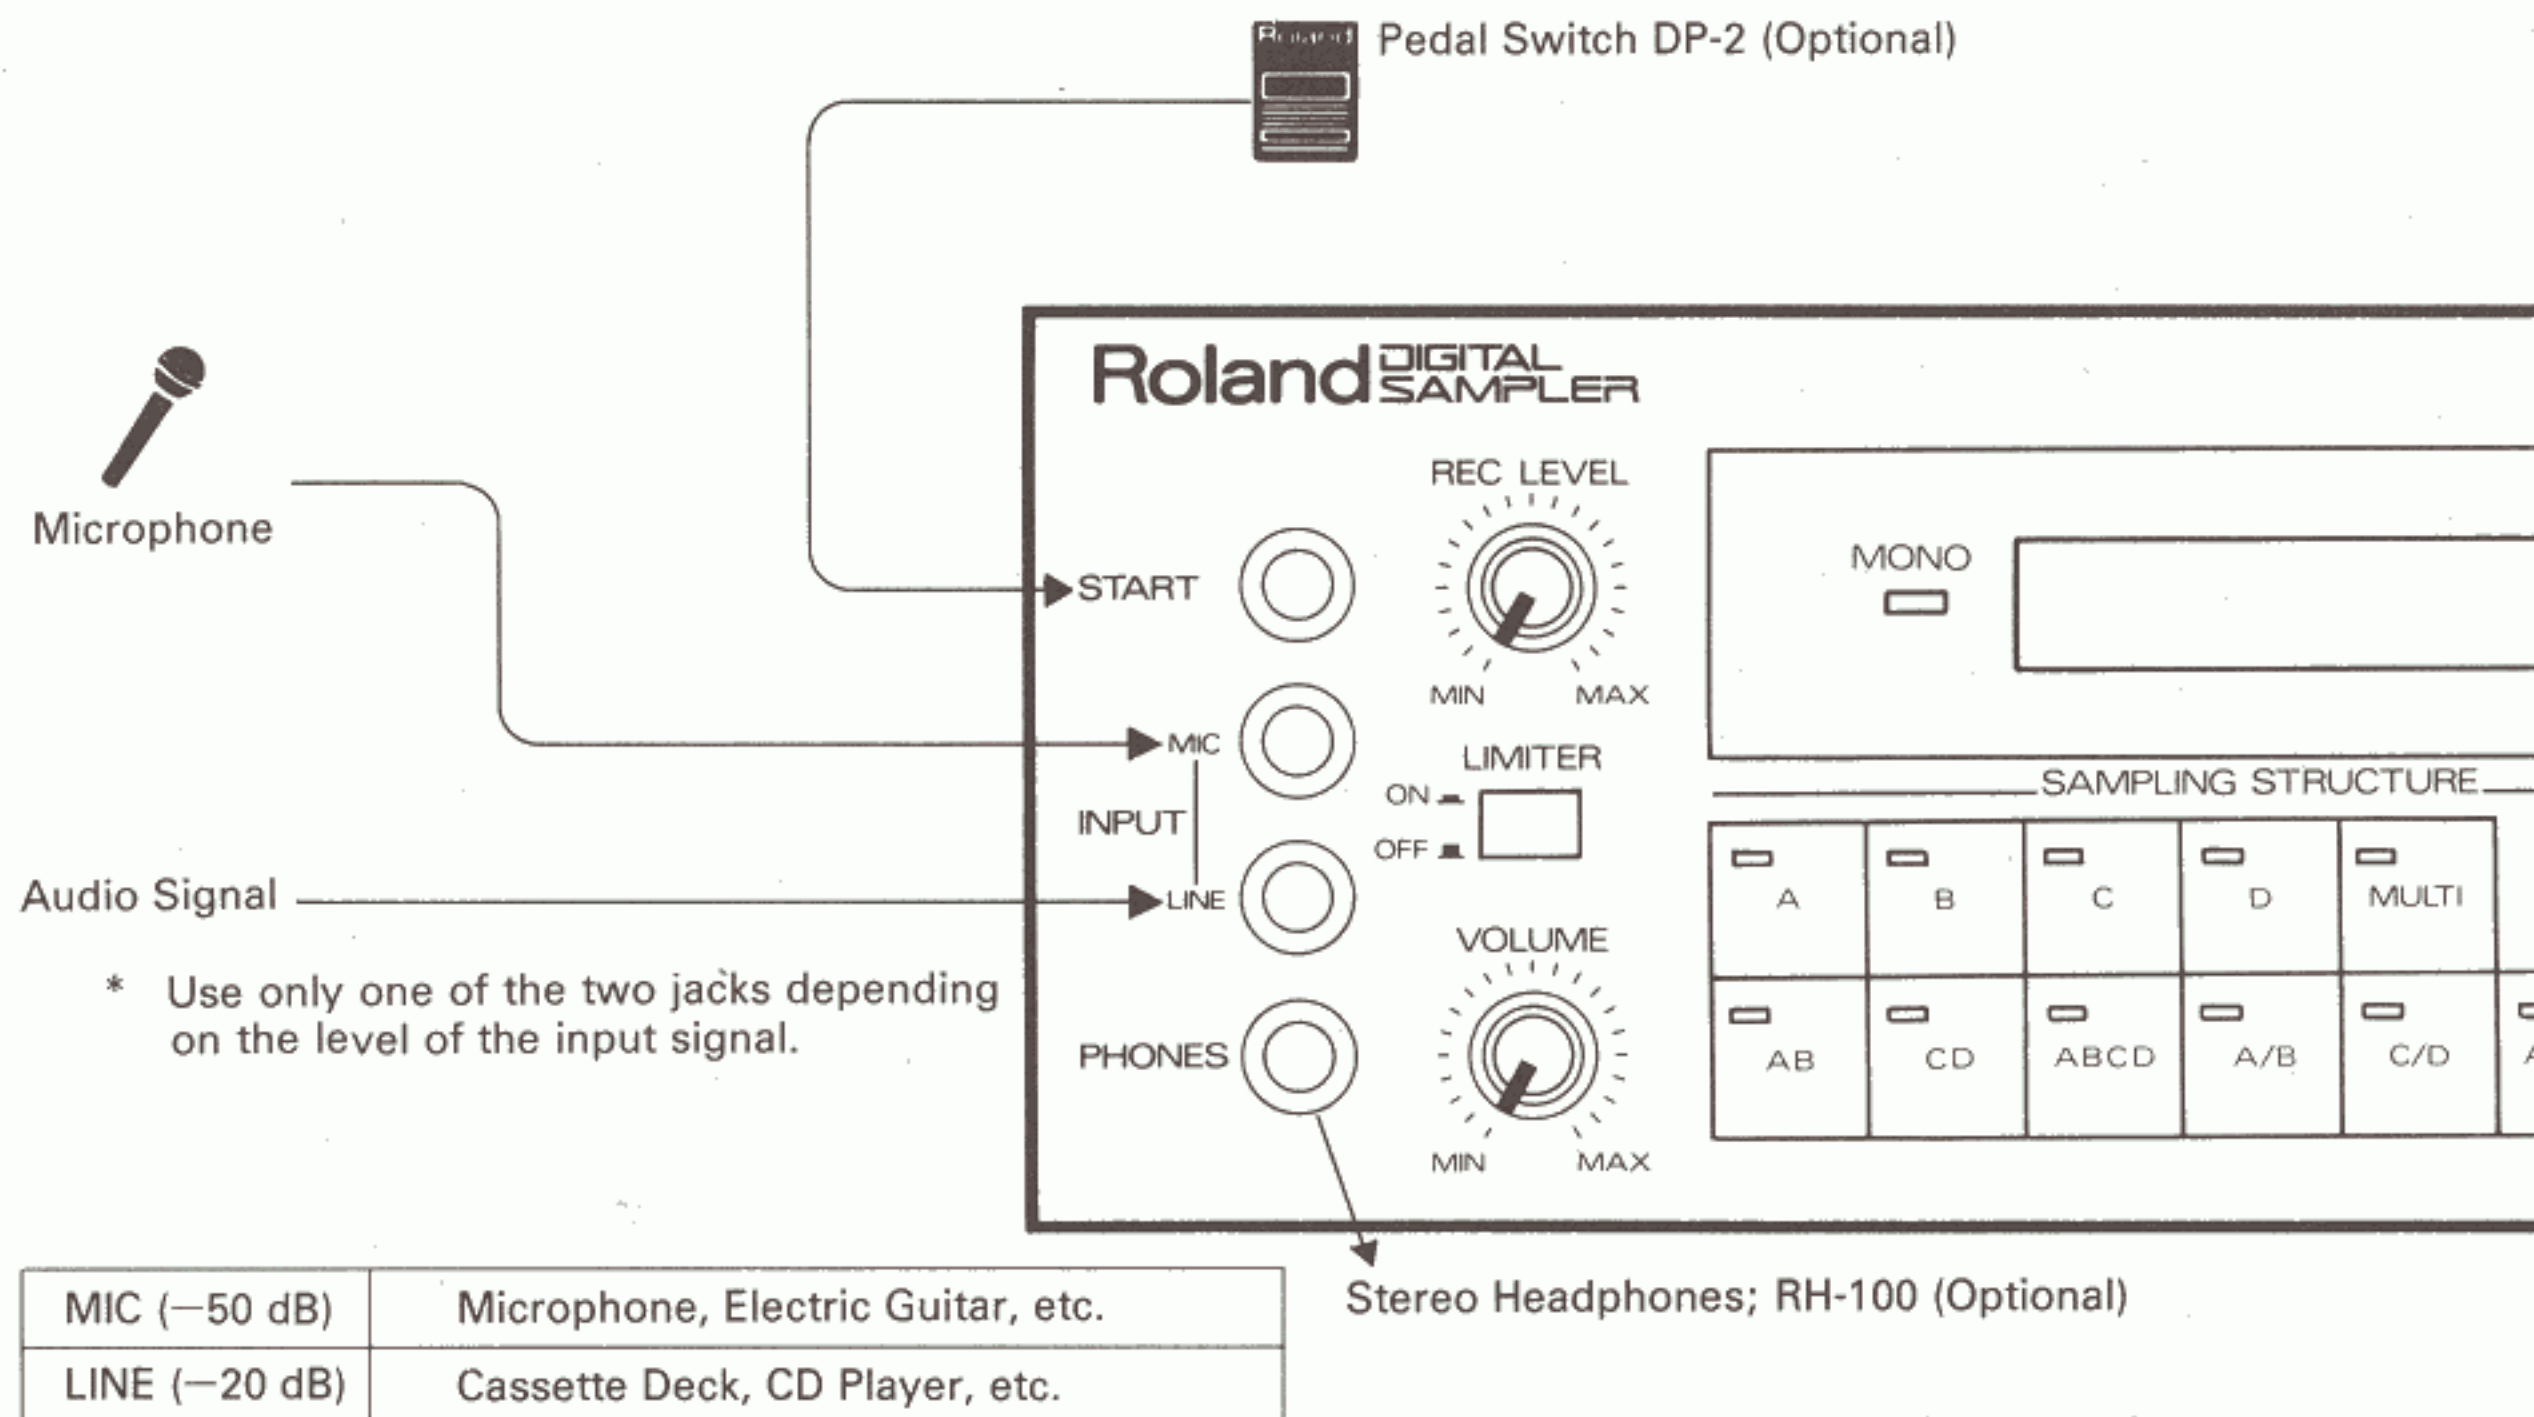 Roland
Pedal Switch DP-2 (Optional)
Roland DIGITAL SAMPLER
Microphone
REC LEVEL
MONO
START
MIN MAX
MIC
LIMITER
ON
INPUT
OFF
SAMPLING STRUCTURE
Audio Signal
LINE
A B C D MULTI
* Use only one of the two jacks depending
on the level of the input signal.
VOLUME
PHONES
AB CD ABCD A/B C/D
MIN MAX
Stereo Headphones; RH-100 (Optional)
MIC (—50 dB) Microphone, Electric Guitar, etc.
LINE (—20 dB) Cassette Deck, CD Player, etc.